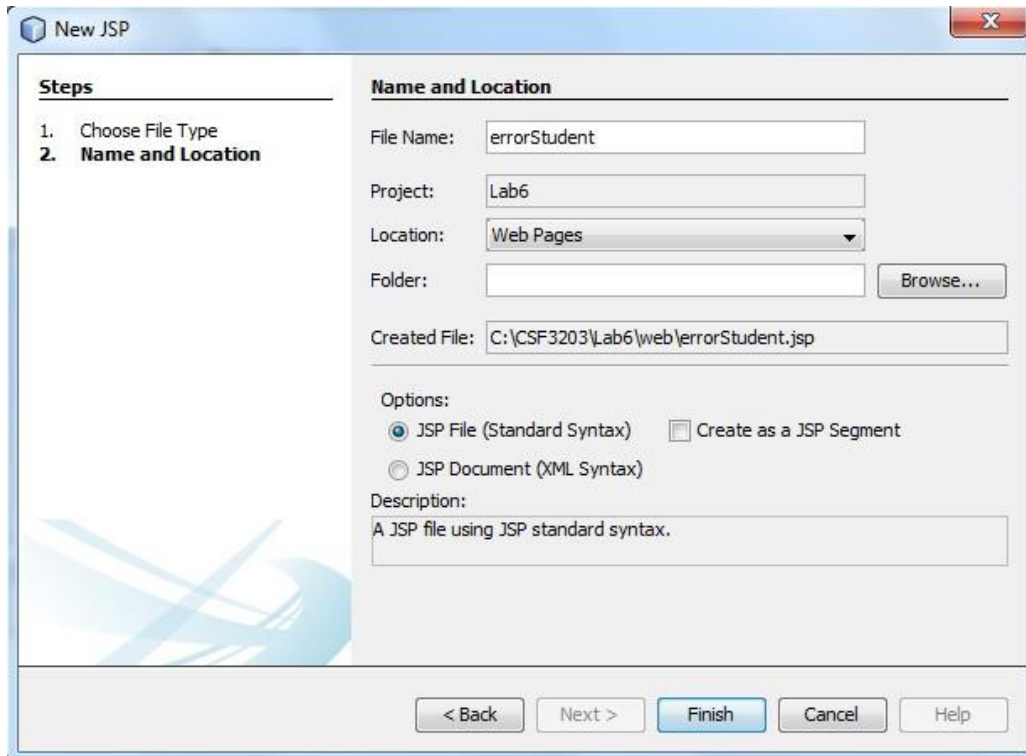 New JSP
Steps
1. Choose File Type
2. Name and Location
Name and Location
File Name: errorStudent
Project: Lab6
Location: Web Pages
Folder: Browse...
Created File: C:\CSF3203\Lab6\web\errorStudent.jsp
Options:
JSP File (Standard Syntax) Create as a JSP Segment
JSP Document (XML Syntax)
Description:
A JSP file using JSP standard syntax.
< Back Next > Finish Cancel Help